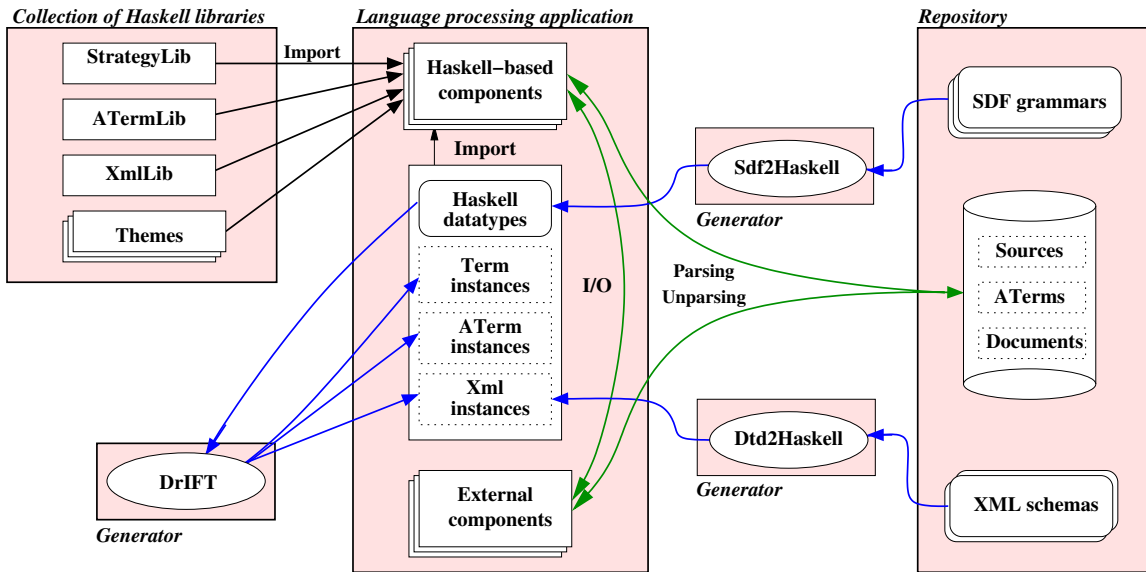 Collection of Haskell libraries
StrategyLib
ATermLib
XmlLib
Themes
Import
Language processing application
Haskell−based
components
Import
Haskell
datatypes
Term
instances
ATerm
instances
Xml
instances
I/O
External
components
DrIFT
Generator
Parsing
Unparsing
Sdf2Haskell
Generator
Dtd2Haskell
Generator
Repository
SDF grammars
Sources
ATerms
Documents
XML schemas